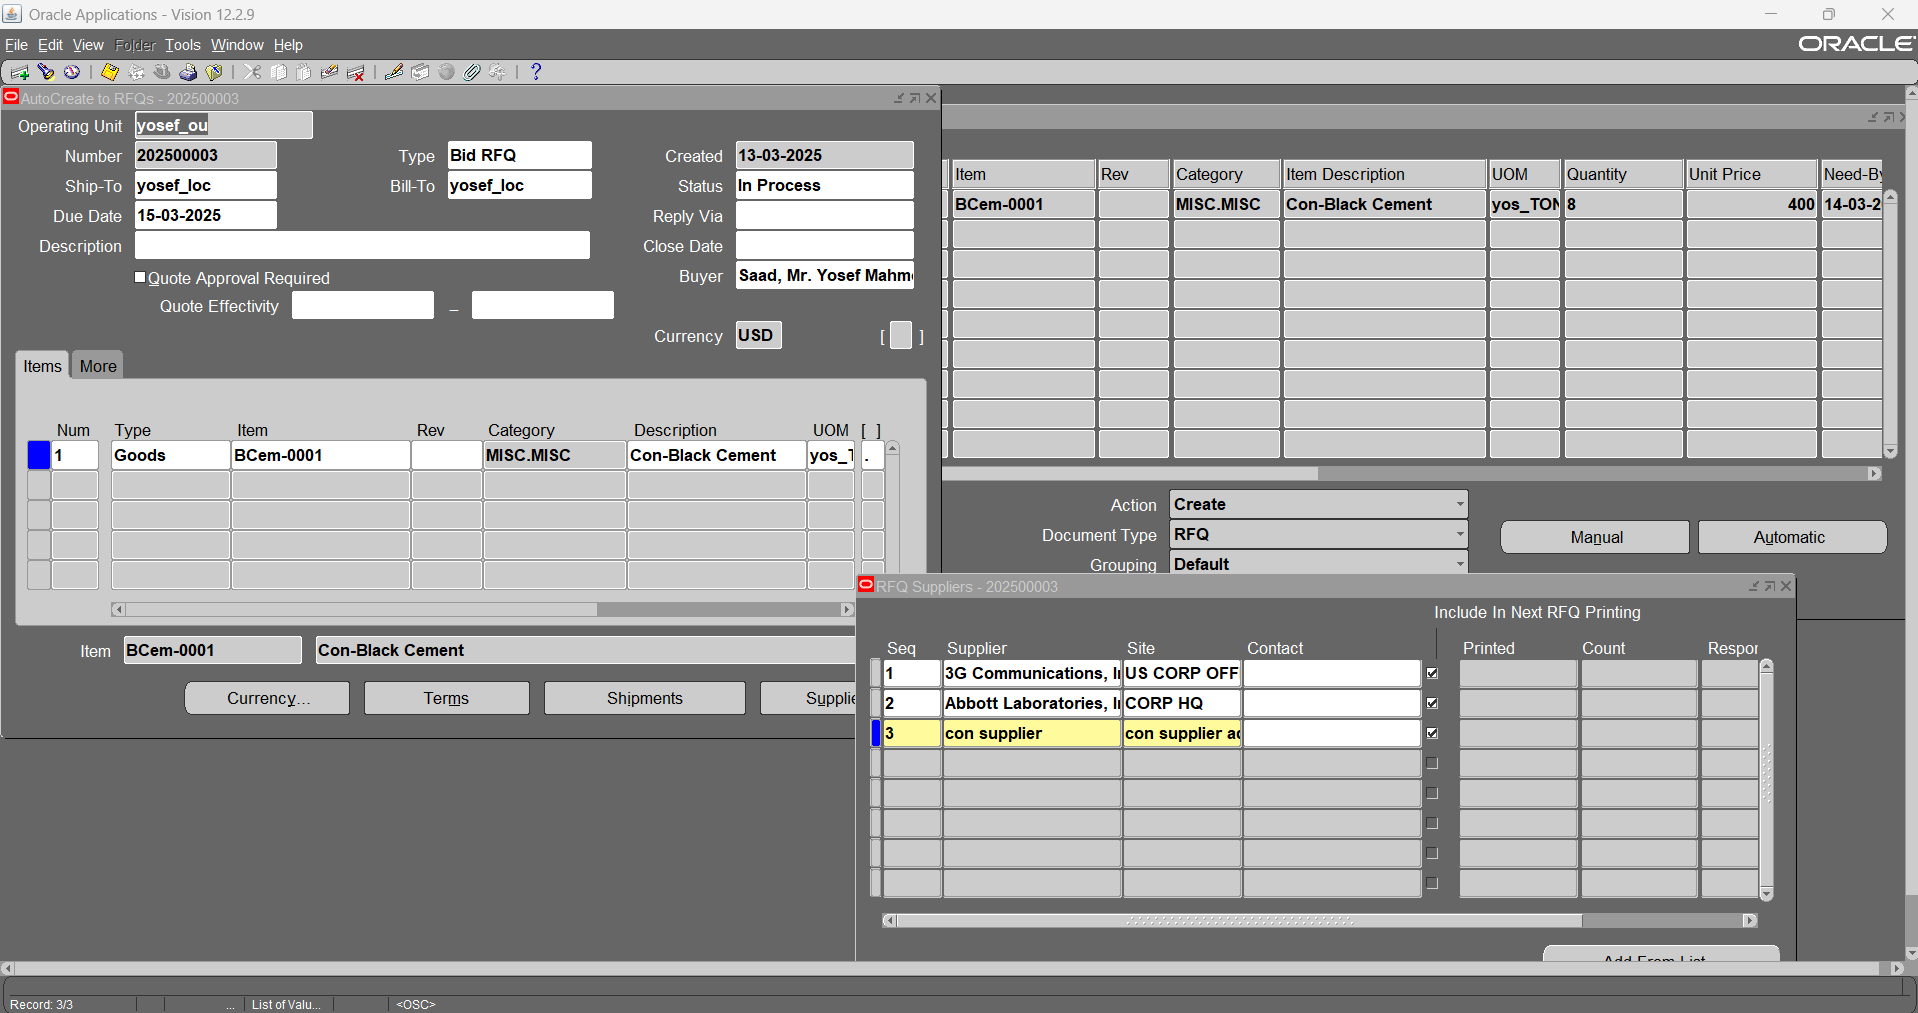 Oracle Applications - Vision 12.2.9
File Edit View Folder Tools Window Help
ORACLE
AutoCreate to RFQs - 202500003
Operating Unit yosef_ou
Number 202500003 Type Bid RFQ Created 13-03-2025
Ship-To yosef_loc Bill-To yosef_loc Status In Process
Due Date 15-03-2025 Reply Via
Description Close Date
Quote Approval Required Buyer Saad, Mr. Yosef Mahm
Quote Effectivity –
Currency USD [ ]
Items More
Num Type Item Rev Category Description UOM [ ]
1 Goods BCem-0001 MISC.MISC Con-Black Cement yos_T .
Item BCem-0001 Con-Black Cement
Currency... Terms Shipments Supplie
Item Rev Category Item Description UOM Quantity Unit Price Need-By
BCem-0001 MISC.MISC Con-Black Cement yos_TON 8 400 14-03-2
Action Create
Document Type RFQ Manual Automatic
Grouping Default
RFQ Suppliers - 202500003
Include In Next RFQ Printing
Seq Supplier Site Contact Printed Count Respor
1 3G Communications, I US CORP OFF
2 Abbott Laboratories, I CORP HQ
3 con supplier con supplier a
Add From List
Record: 3/3 ... List of Valu... <OSC>